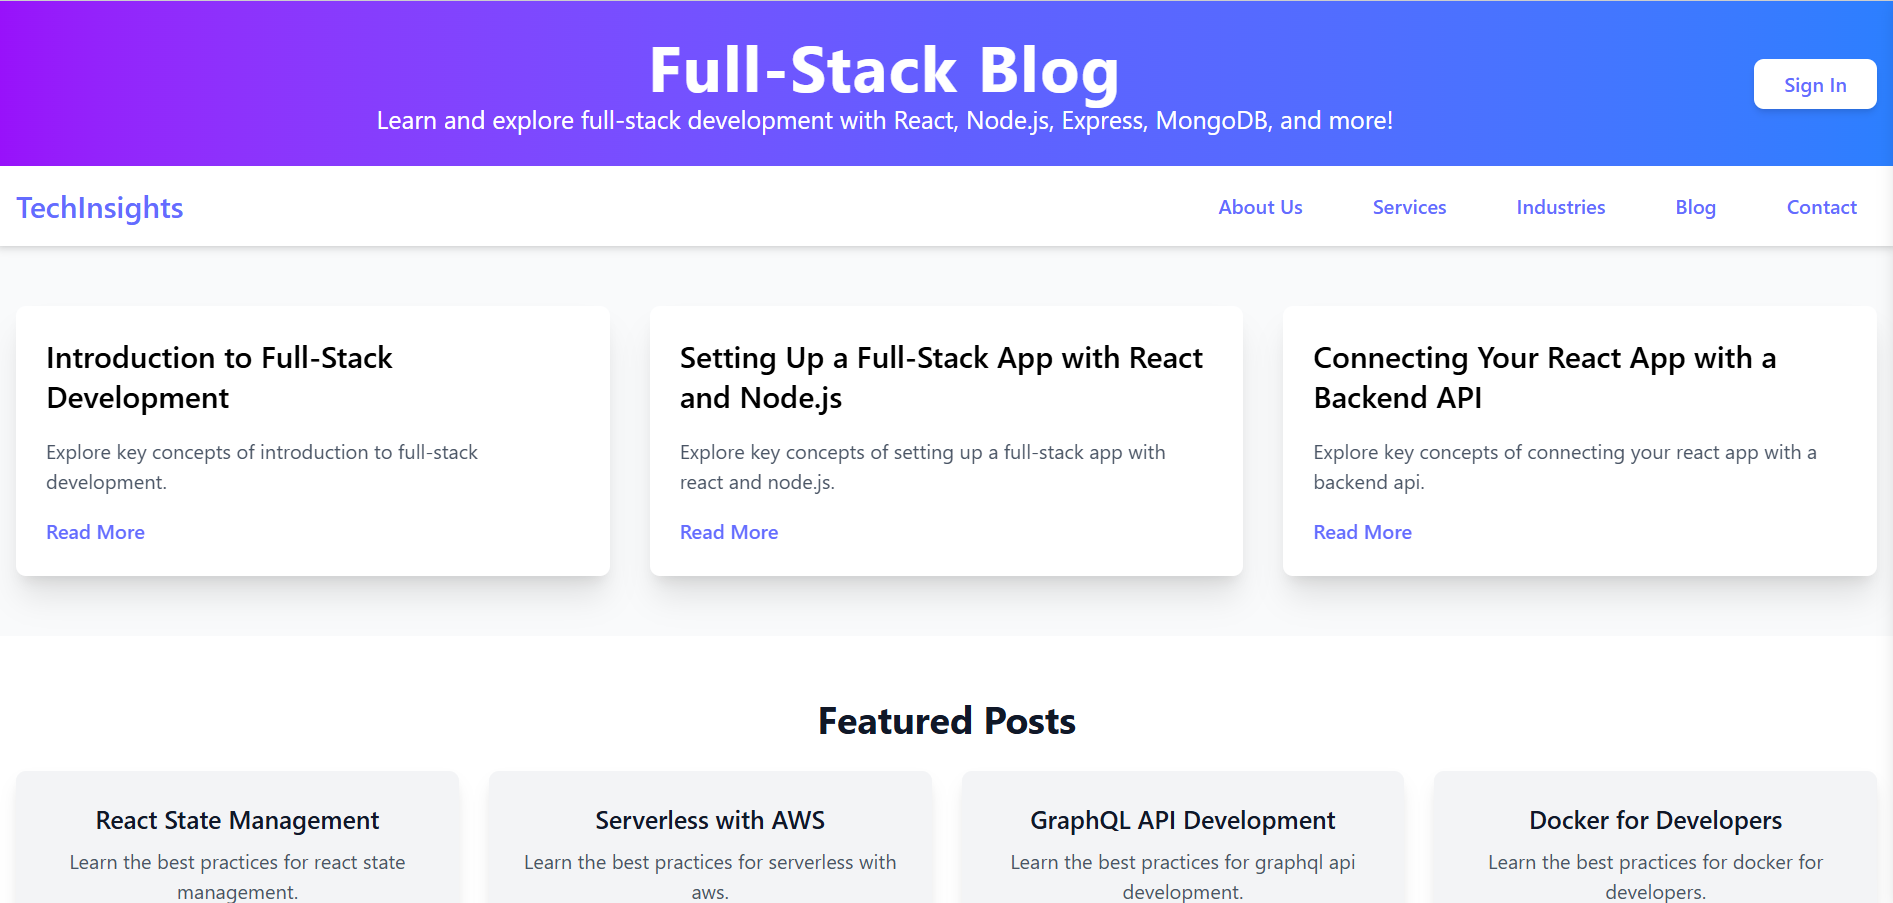 Full-Stack Blog
Learn and explore full-stack development with React, Node.js, Express, MongoDB, and more!
Sign In
TechInsights
About Us
Services
Industries
Blog
Contact
Introduction to Full-Stack
Development
Explore key concepts of introduction to full-stack
development.
Read More
Setting Up a Full-Stack App with React
and Node.js
Explore key concepts of setting up a full-stack app with
react and node.js.
Read More
Connecting Your React App with a
Backend API
Explore key concepts of connecting your react app with a
backend api.
Read More
Featured Posts
React State Management
Learn the best practices for react state
management.
Serverless with AWS
Learn the best practices for serverless with
aws.
GraphQL API Development
Learn the best practices for graphql api
development.
Docker for Developers
Learn the best practices for docker for
developers.